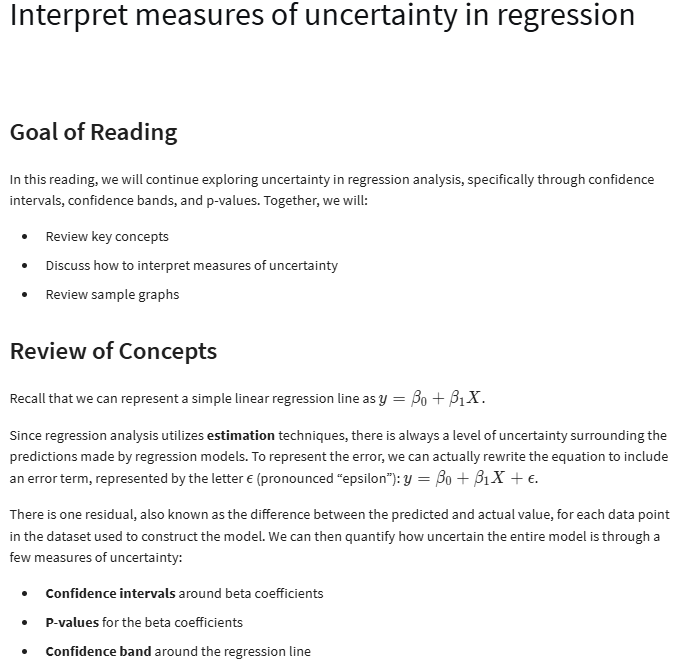 Interpret measures of uncertainty in regression
Goal of Reading
In this reading, we will continue exploring uncertainty in regression analysis, specifically through confidence
intervals, confidence bands, and p-values. Together, we will:
• Review key concepts
• Discuss how to interpret measures of uncertainty
• Review sample graphs
Review of Concepts
Recall that we can represent a simple linear regression line as y = β₀ + β₁X.
Since regression analysis utilizes estimation techniques, there is always a level of uncertainty surrounding the
predictions made by regression models. To represent the error, we can actually rewrite the equation to include
an error term, represented by the letter ϵ (pronounced “epsilon”): y = β₀ + β₁X + ϵ.
There is one residual, also known as the difference between the predicted and actual value, for each data point
in the dataset used to construct the model. We can then quantify how uncertain the entire model is through a
few measures of uncertainty:
• Confidence intervals around beta coefficients
• P-values for the beta coefficients
• Confidence band around the regression line